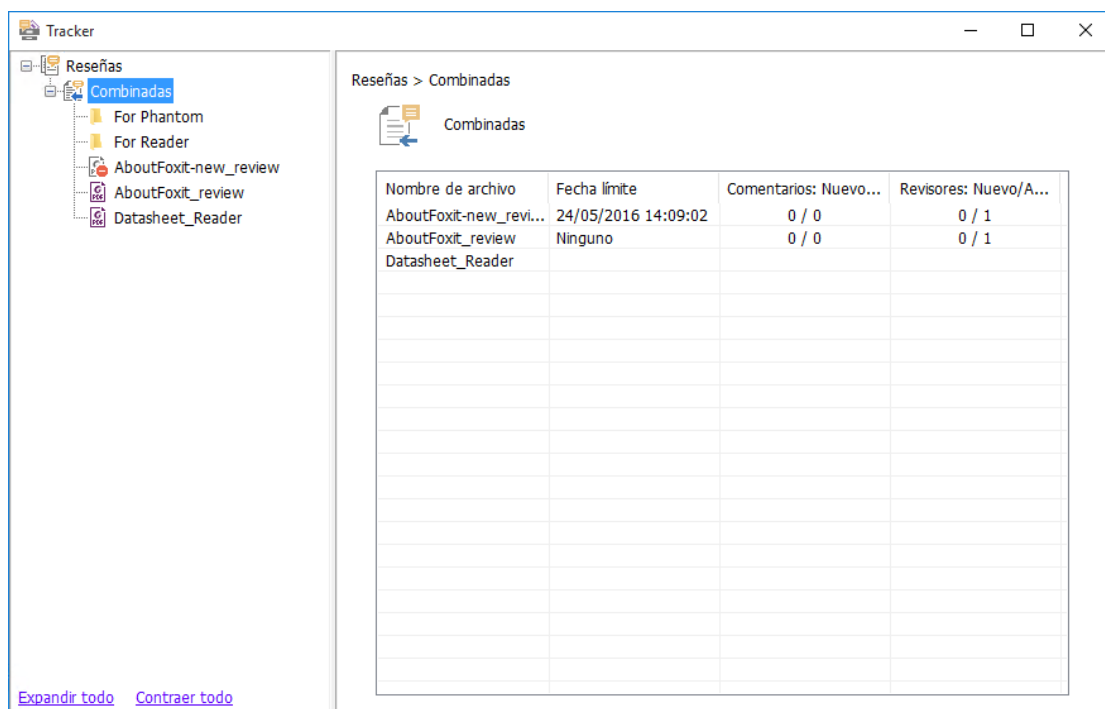 Tracker
Reseñas
Combinadas
For Phantom
For Reader
AboutFoxit-new_review
AboutFoxit_review
Datasheet_Reader
Expandir todo Contraer todo
Reseñas > Combinadas
Combinadas
Nombre de archivo Fecha límite Comentarios: Nuevo... Revisores: Nuevo/A...
AboutFoxit-new_revi... 24/05/2016 14:09:02 0 / 0 0 / 1
AboutFoxit_review Ninguno 0 / 0 0 / 1
Datasheet_Reader